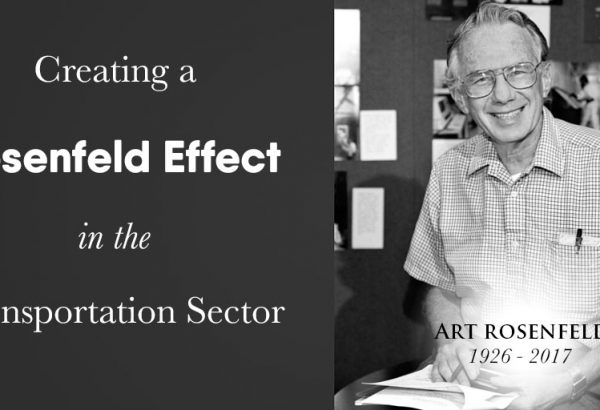 Creating a
senfeld Effect
in the
nsportation Sector
ART ROSENFELD
1926 - 2017